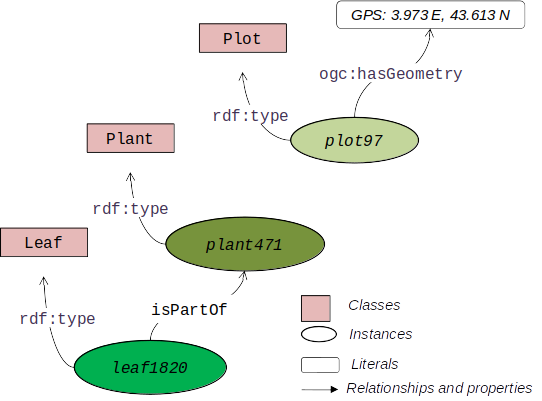 GPS: 3.973 E, 43.613 N
Plot
ogc:hasGeometry
rdf:type
plot97
Plant
rdf:type
plant471
Leaf
isPartOf
rdf:type
leaf1820
Classes
Instances
Literals
Relationships and properties